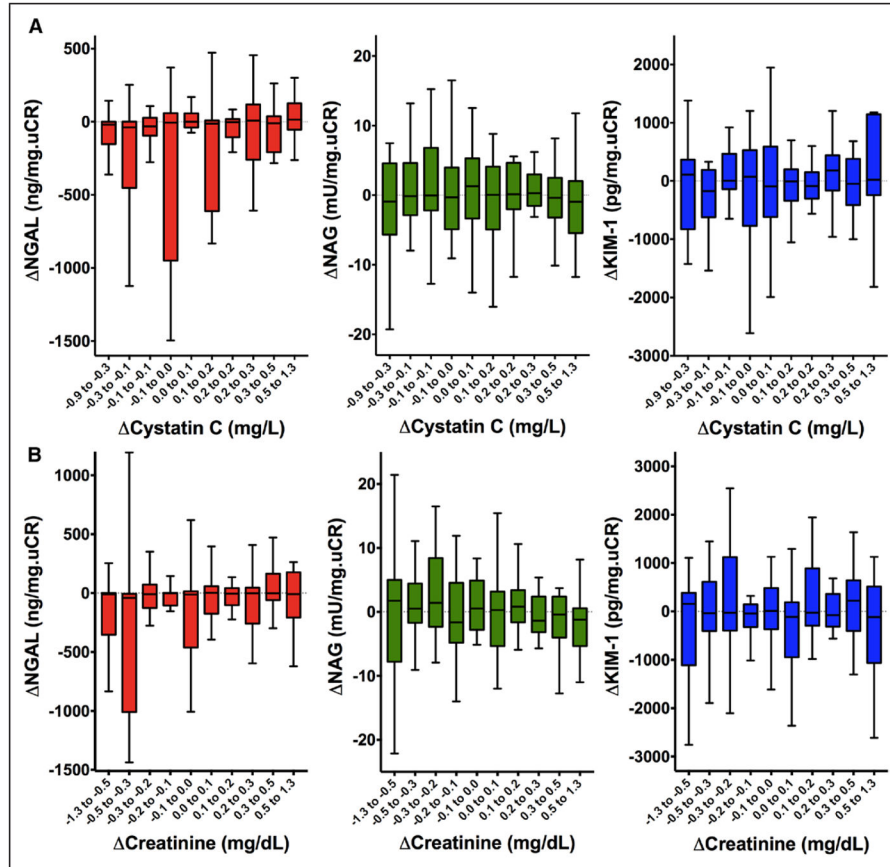 A
ΔNGAL (ng/mg.uCR)
500
0
-500
-1000
-1500
-0.9 to -0.3
-0.3 to -0.1
-0.1 to -0.1
-0.1 to 0.0
0.0 to 0.1
0.1 to 0.2
0.2 to 0.2
0.2 to 0.3
0.3 to 0.5
0.5 to 1.3
ΔCystatin C (mg/L)
ΔNAG (mU/mg.uCR)
20
0
-20
-0.9 to -0.3
-0.3 to -0.1
-0.1 to -0.1
-0.1 to 0.0
0.0 to 0.1
0.1 to 0.2
0.2 to 0.2
0.2 to 0.3
0.3 to 0.5
0.5 to 1.3
ΔCystatin C (mg/L)
ΔKIM-1 (pg/mg.uCR)
2000
1000
0
-1000
-2000
-3000
-0.9 to -0.3
-0.3 to -0.1
-0.1 to -0.1
-0.1 to 0.0
0.0 to 0.1
0.1 to 0.2
0.2 to 0.2
0.2 to 0.3
0.3 to 0.5
0.5 to 1.3
ΔCystatin C (mg/L)
B
ΔNGAL (ng/mg.uCR)
1000
500
0
-500
-1000
-1500
-1.3 to -0.5
-0.5 to -0.3
-0.3 to -0.2
-0.2 to -0.1
-0.1 to 0.0
0.0 to 0.1
0.1 to 0.2
0.2 to 0.3
0.3 to 0.5
0.5 to 1.3
ΔCreatinine (mg/dL)
ΔNAG (mU/mg.uCR)
20
10
0
-10
-20
-1.3 to -0.5
-0.5 to -0.3
-0.3 to -0.2
-0.2 to -0.1
-0.1 to 0.0
0.0 to 0.1
0.1 to 0.2
0.2 to 0.3
0.3 to 0.5
0.5 to 1.3
ΔCreatinine (mg/dL)
ΔKIM-1 (pg/mg.uCR)
3000
2000
1000
0
-1000
-2000
-3000
-1.3 to -0.5
-0.5 to -0.3
-0.3 to -0.2
-0.2 to -0.1
-0.1 to 0.0
0.0 to 0.1
0.1 to 0.2
0.2 to 0.3
0.3 to 0.5
0.5 to 1.3
ΔCreatinine (mg/dL)